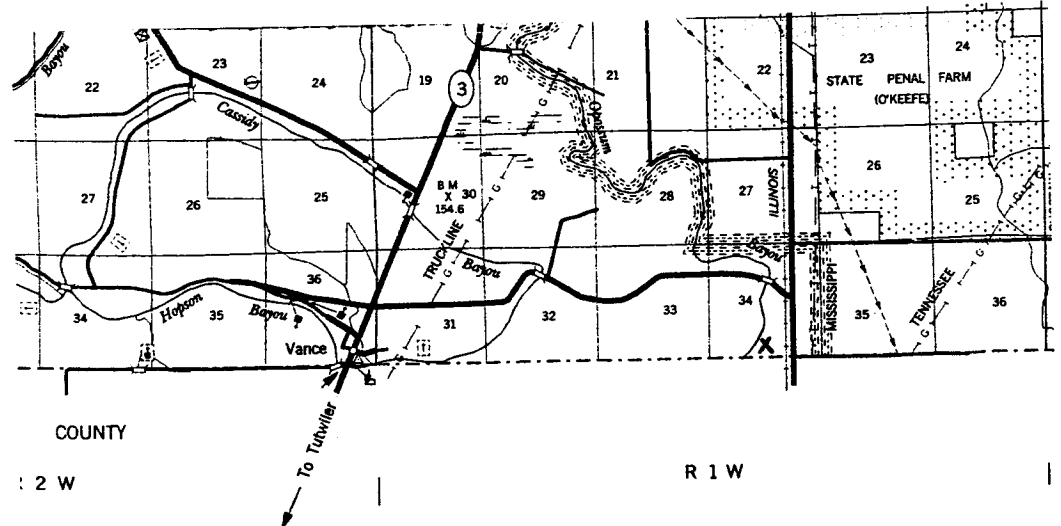 Bayou
22
23
24
19
20
21
22
23
24
STATE PENAL FARM
(O'KEEFE)
3
Cassidy
G
Opossum
27
26
25
B M
X
154.6
30
29
28
27
ILLINOIS
26
25
G
G
TRUCKLINE
G
Bayou
Bayou
36
34
Hopson
35
Bayou
31
32
33
34
MISSISSIPPI
35
TENNESSEE
G
36
Vance
G
X
To Tutwiler
COUNTY
2 W
R 1 W